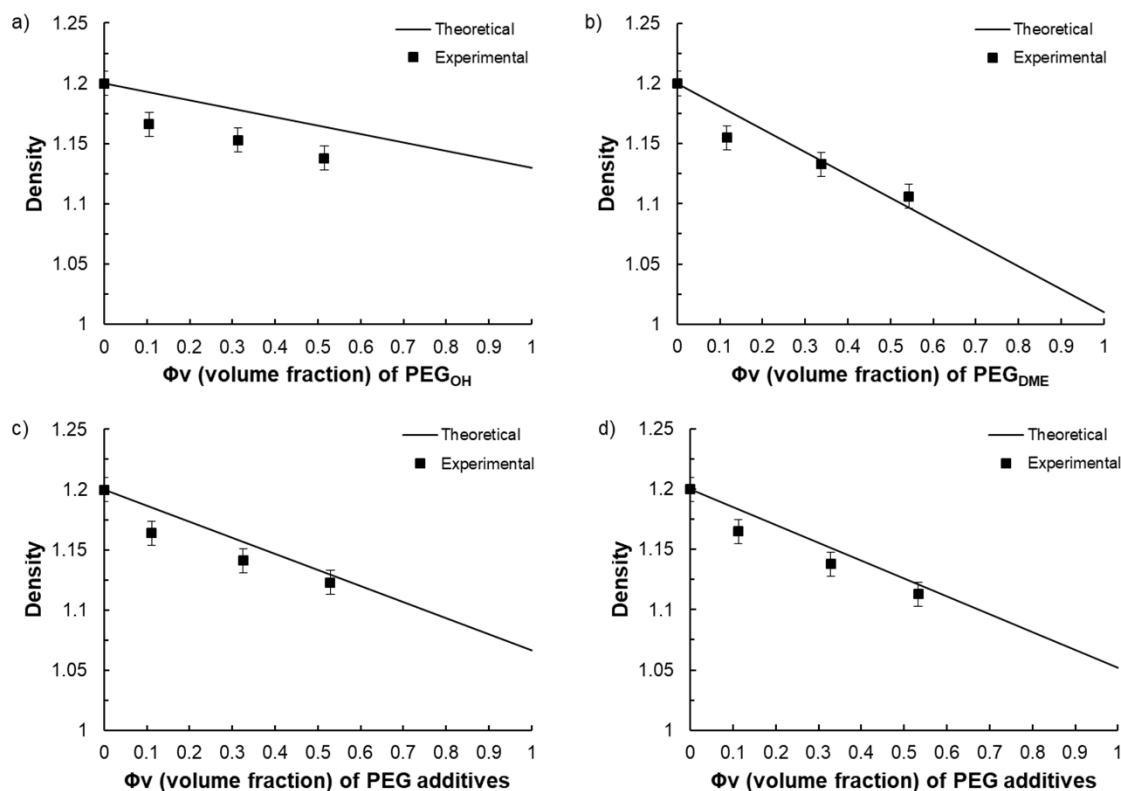 a)
1.25
1.2
1.15
1.1
1.05
1
Density
Theoretical
Experimental
0 0.1 0.2 0.3 0.4 0.5 0.6 0.7 0.8 0.9 1
Φv (volume fraction) of PEGOH
b)
1.25
1.2
1.15
1.1
1.05
1
Density
Theoretical
Experimental
0 0.1 0.2 0.3 0.4 0.5 0.6 0.7 0.8 0.9 1
Φv (volume fraction) of PEGDME
c)
1.25
1.2
1.15
1.1
1.05
1
Density
Theoretical
Experimental
0 0.1 0.2 0.3 0.4 0.5 0.6 0.7 0.8 0.9 1
Φv (volume fraction) of PEG additives
d)
1.25
1.2
1.15
1.1
1.05
1
Density
Theoretical
Experimental
0 0.1 0.2 0.3 0.4 0.5 0.6 0.7 0.8 0.9 1
Φv (volume fraction) of PEG additives